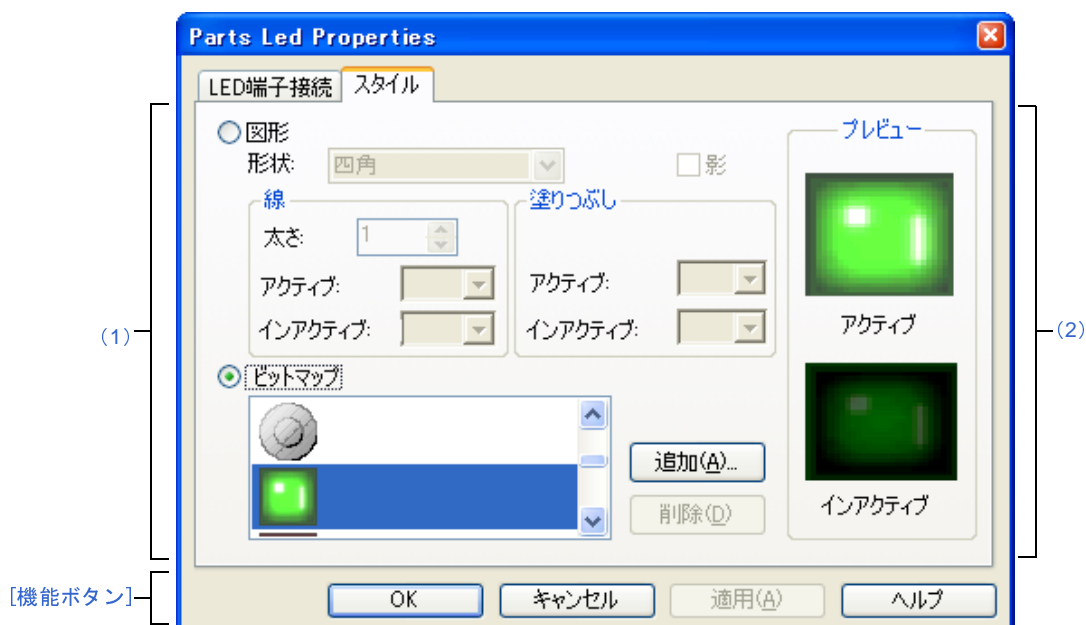 Parts Led Properties
LED端子接続 スタイル
図形
形状: 四角 影
線
太さ: 1
アクティブ:
インアクティブ:
塗りつぶし
アクティブ:
インアクティブ:
ビットマップ
追加(A)...
削除(D)
プレビュー
アクティブ
インアクティブ
(1)
(2)
[機能ボタン]
OK キャンセル 適用(A) ヘルプ